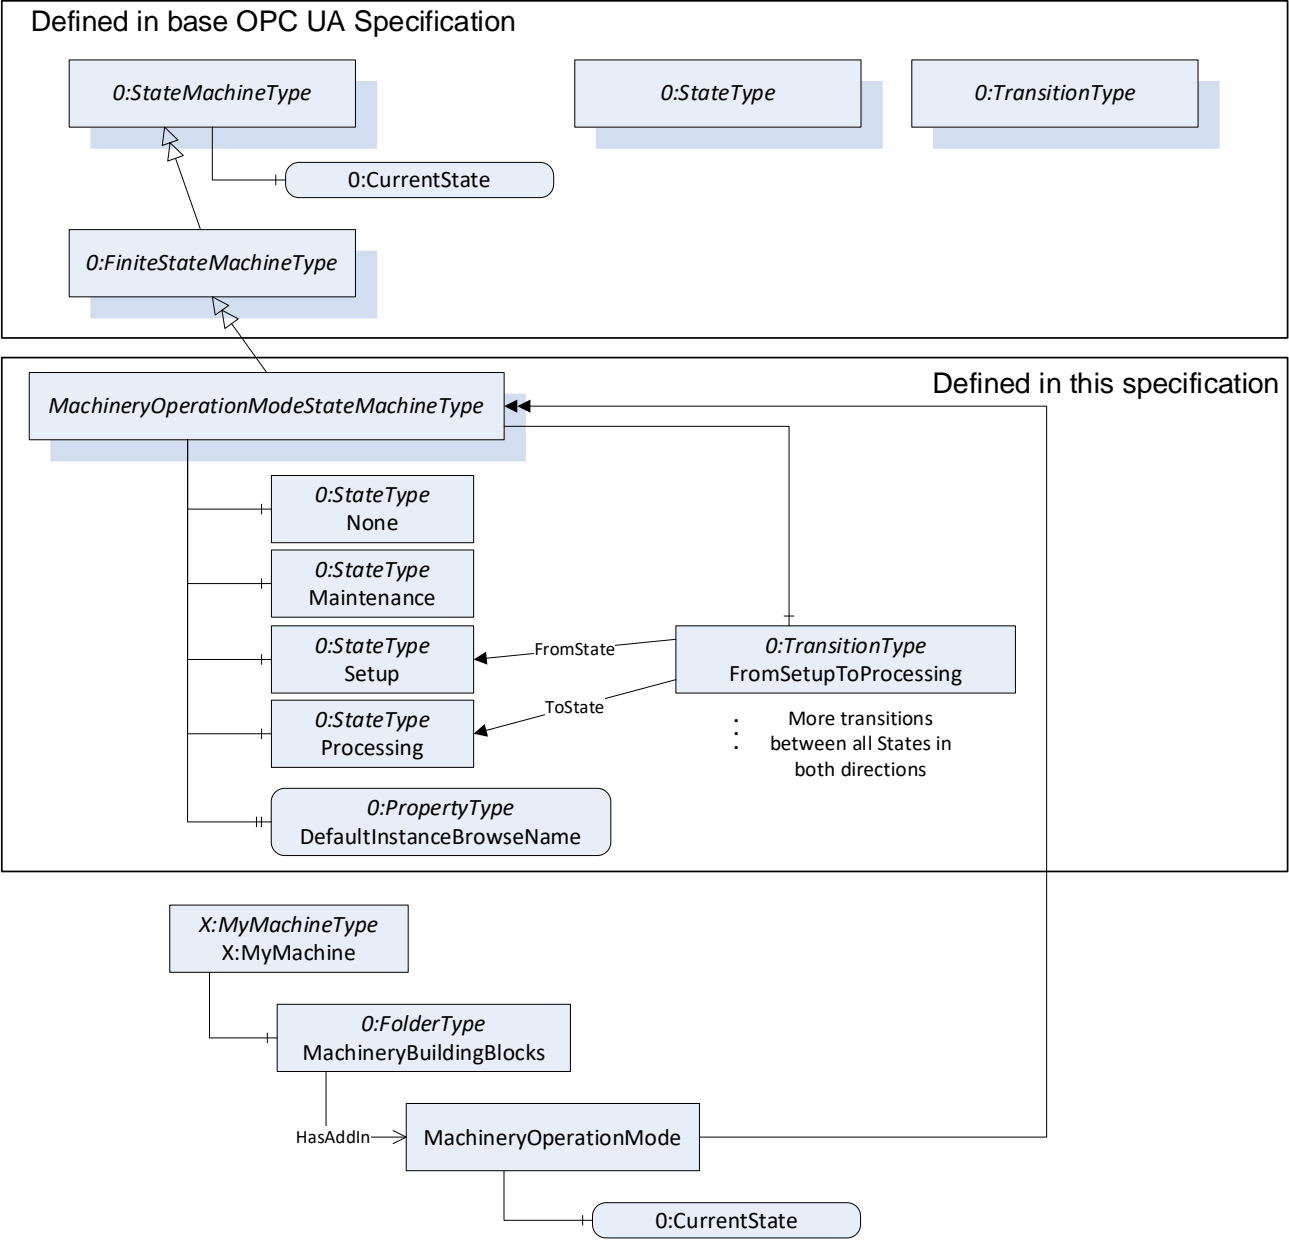 Defined in base OPC UA Specification
0:StateMachineType
0:StateType
0:TransitionType
0:CurrentState
0:FiniteStateMachineType
Defined in this specification
MachineryOperationModeStateMachineType
0:StateType
None
0:StateType
Maintenance
0:StateType
Setup
FromState
0:TransitionType
FromSetupToProcessing
ToState
0:StateType
Processing
More transitions
between all States in
both directions
0:PropertyType
DefaultInstanceBrowseName
X:MyMachineType
X:MyMachine
0:FolderType
MachineryBuildingBlocks
HasAddIn
MachineryOperationMode
0:CurrentState